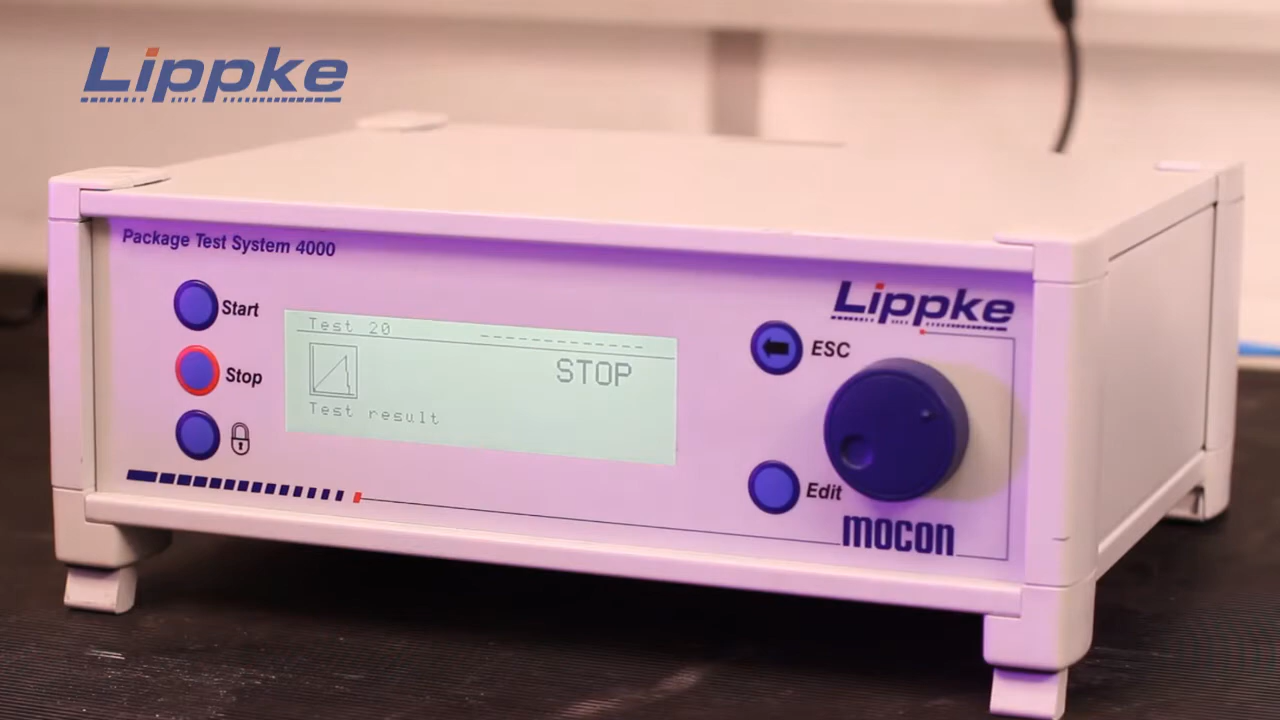 Lippke
Package Test System 4000
Start
Stop
Test 20
------------
STOP
Test result
Lippke
ESC
Edit
mocon